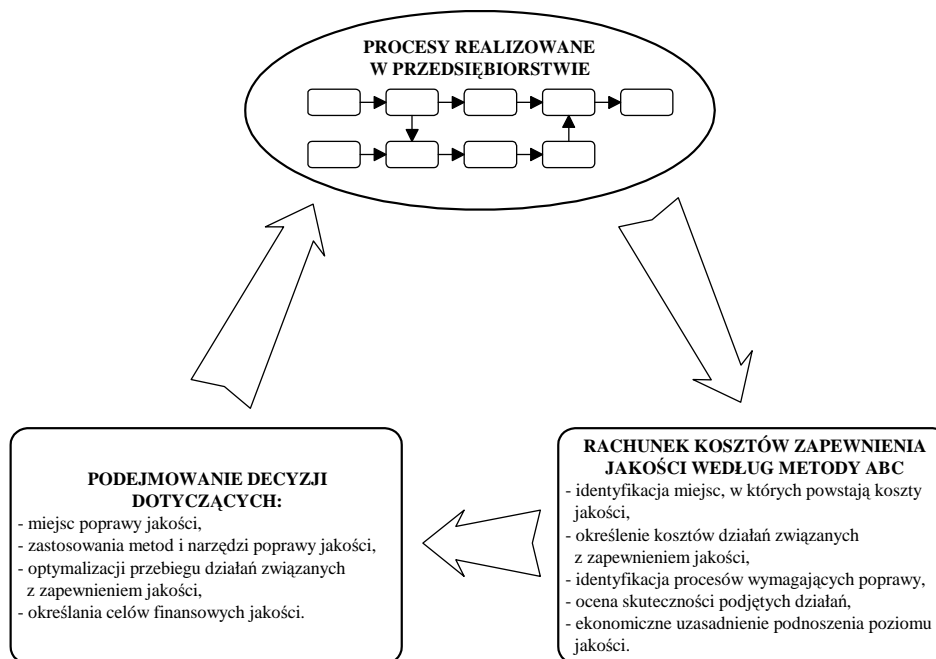 PROCESY REALIZOWANE
W PRZEDSIĘBIORSTWIE
PODEJMOWANIE DECYZJI
DOTYCZĄCYCH:
- miejsc poprawy jakości,
- zastosowania metod i narzędzi poprawy jakości,
- optymalizacji przebiegu działań związanych
z zapewnieniem jakości,
- określania celów finansowych jakości.
RACHUNEK KOSZTÓW ZAPEWNIENIA
JAKOŚCI WEDŁUG METODY ABC
- identyfikacja miejsc, w których powstają koszty
jakości,
- określenie kosztów działań związanych
z zapewnieniem jakości,
- identyfikacja procesów wymagających poprawy,
- ocena skuteczności podjętych działań,
- ekonomiczne uzasadnienie podnoszenia poziomu
jakości.